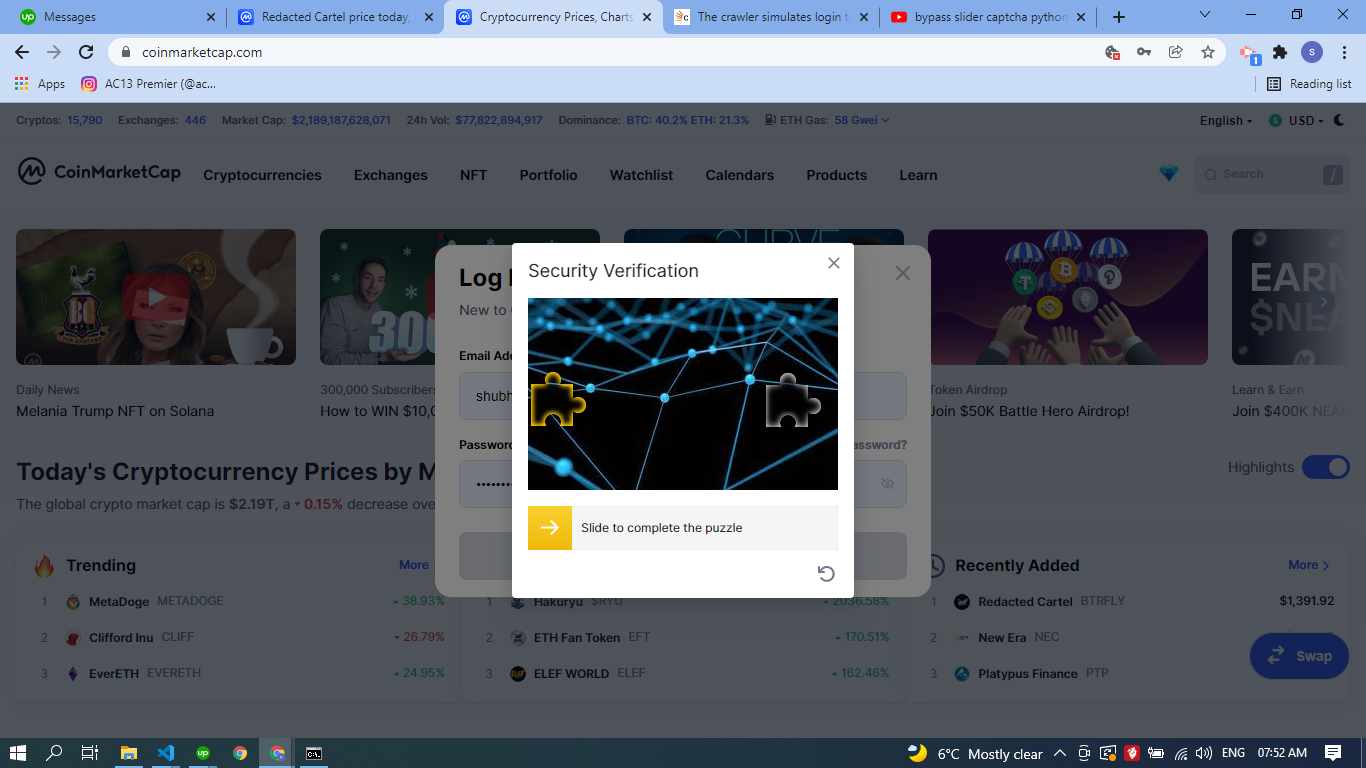 Messages
Redacted Cartel price today,
Cryptocurrency Prices, Charts
The crawler simulates login t
bypass slider captcha python
coinmarketcap.com
S
1
Apps
AC13 Premier (@ac...
Reading list
Cryptos: 15,790 Exchanges: 446 Market Cap: $2,189,187,628,071 24h Vol: $77,822,894,917 Dominance: BTC: 40.2% ETH: 21.3% ETH Gas: 58 Gwei
English USD
CoinMarketCap
Cryptocurrencies Exchanges NFT Portfolio Watchlist Calendars Products Learn
Search /
300
CURVE
EARN
$NEA
Daily News
Melania Trump NFT on Solana
300,000 Subscribers
How to WIN $10,0
Token Airdrop
Join $50K Battle Hero Airdrop!
Learn & Earn
Join $400K NEAR
Log
New to
Email Add
shubh
Password
assword?
Security Verification
Slide to complete the puzzle
Today's Cryptocurrency Prices by M
The global crypto market cap is $2.19T, a 0.15% decrease ove
Highlights
Trending
More
1 MetaDoge METADOGE 38.93%
2 Clifford Inu CLIFF 26.79%
3 EverETH EVERETH 24.95%
1 Hakuryu $RYU 2036.58%
2 ETH Fan Token EFT 170.51%
3 ELEF WORLD ELEF 162.46%
Recently Added
More
1 Redacted Cartel BTRFLY $1,391.92
2 New Era NEC
3 Platypus Finance PTP
Swap
6°C Mostly clear
ENG
07:52 AM